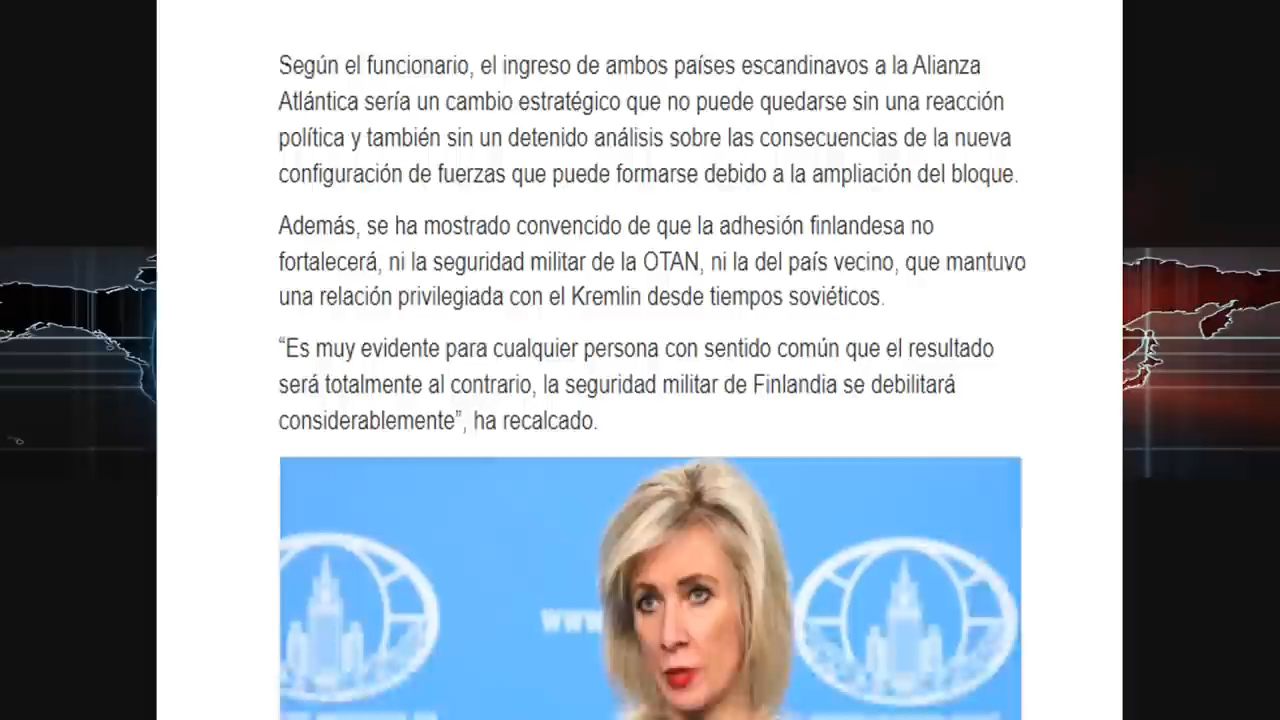 Según el funcionario, el ingreso de ambos países escandinavos a la Alianza
Atlántica sería un cambio estratégico que no puede quedarse sin una reacción
política y también sin un detenido análisis sobre las consecuencias de la nueva
configuración de fuerzas que puede formarse debido a la ampliación del bloque.
Además, se ha mostrado convencido de que la adhesión finlandesa no
fortalecerá, ni la seguridad militar de la OTAN, ni la del país vecino, que mantuvo
una relación privilegiada con el Kremlin desde tiempos soviéticos.
“Es muy evidente para cualquier persona con sentido común que el resultado
será totalmente al contrario, la seguridad militar de Finlandia se debilitará
considerablemente”, ha recalcado.
www